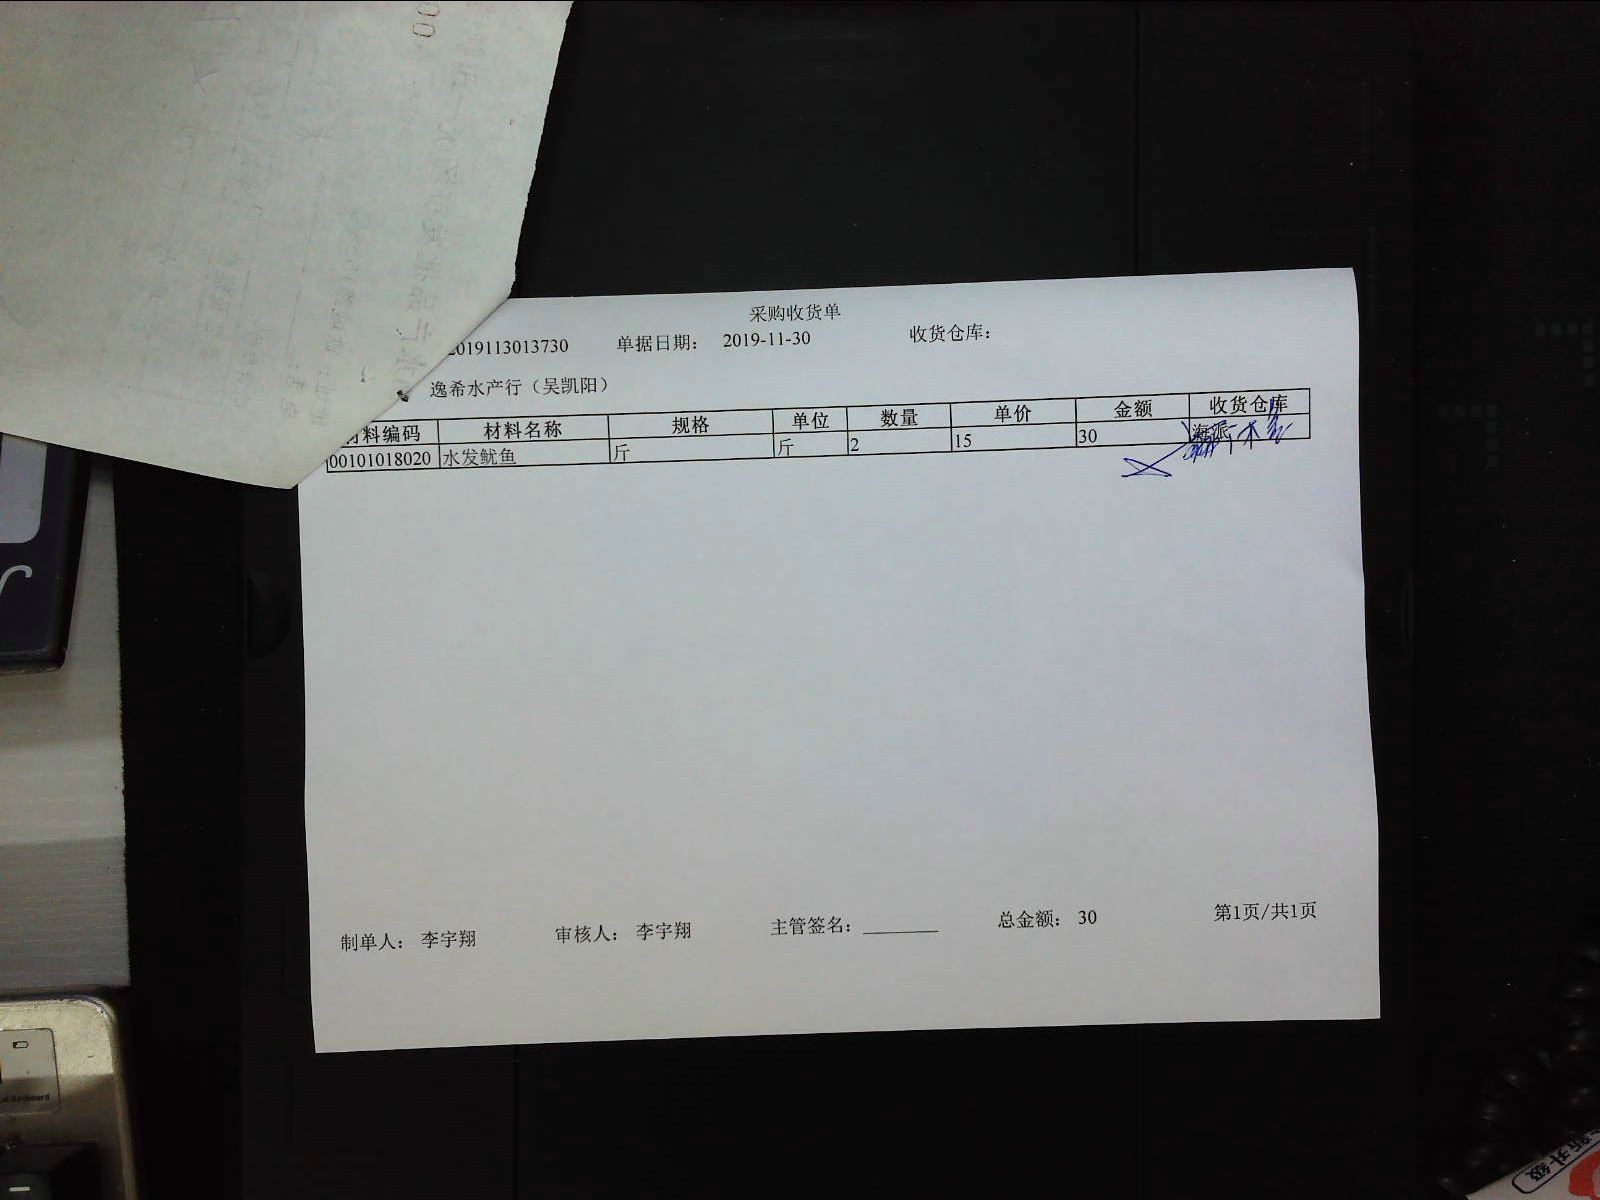 采购收货单
2019113013730 单据日期： 2019-11-30 收货仓库：
逸希水产行（吴凯阳）
材料编码 材料名称 规格 单位 数量 单价 金额 收货仓库
00101018020 水发鱿鱼 斤 斤 2 15 30 海派
制单人： 李宇翔 审核人： 李宇翔 主管签名： 总金额： 30 第1页/共1页